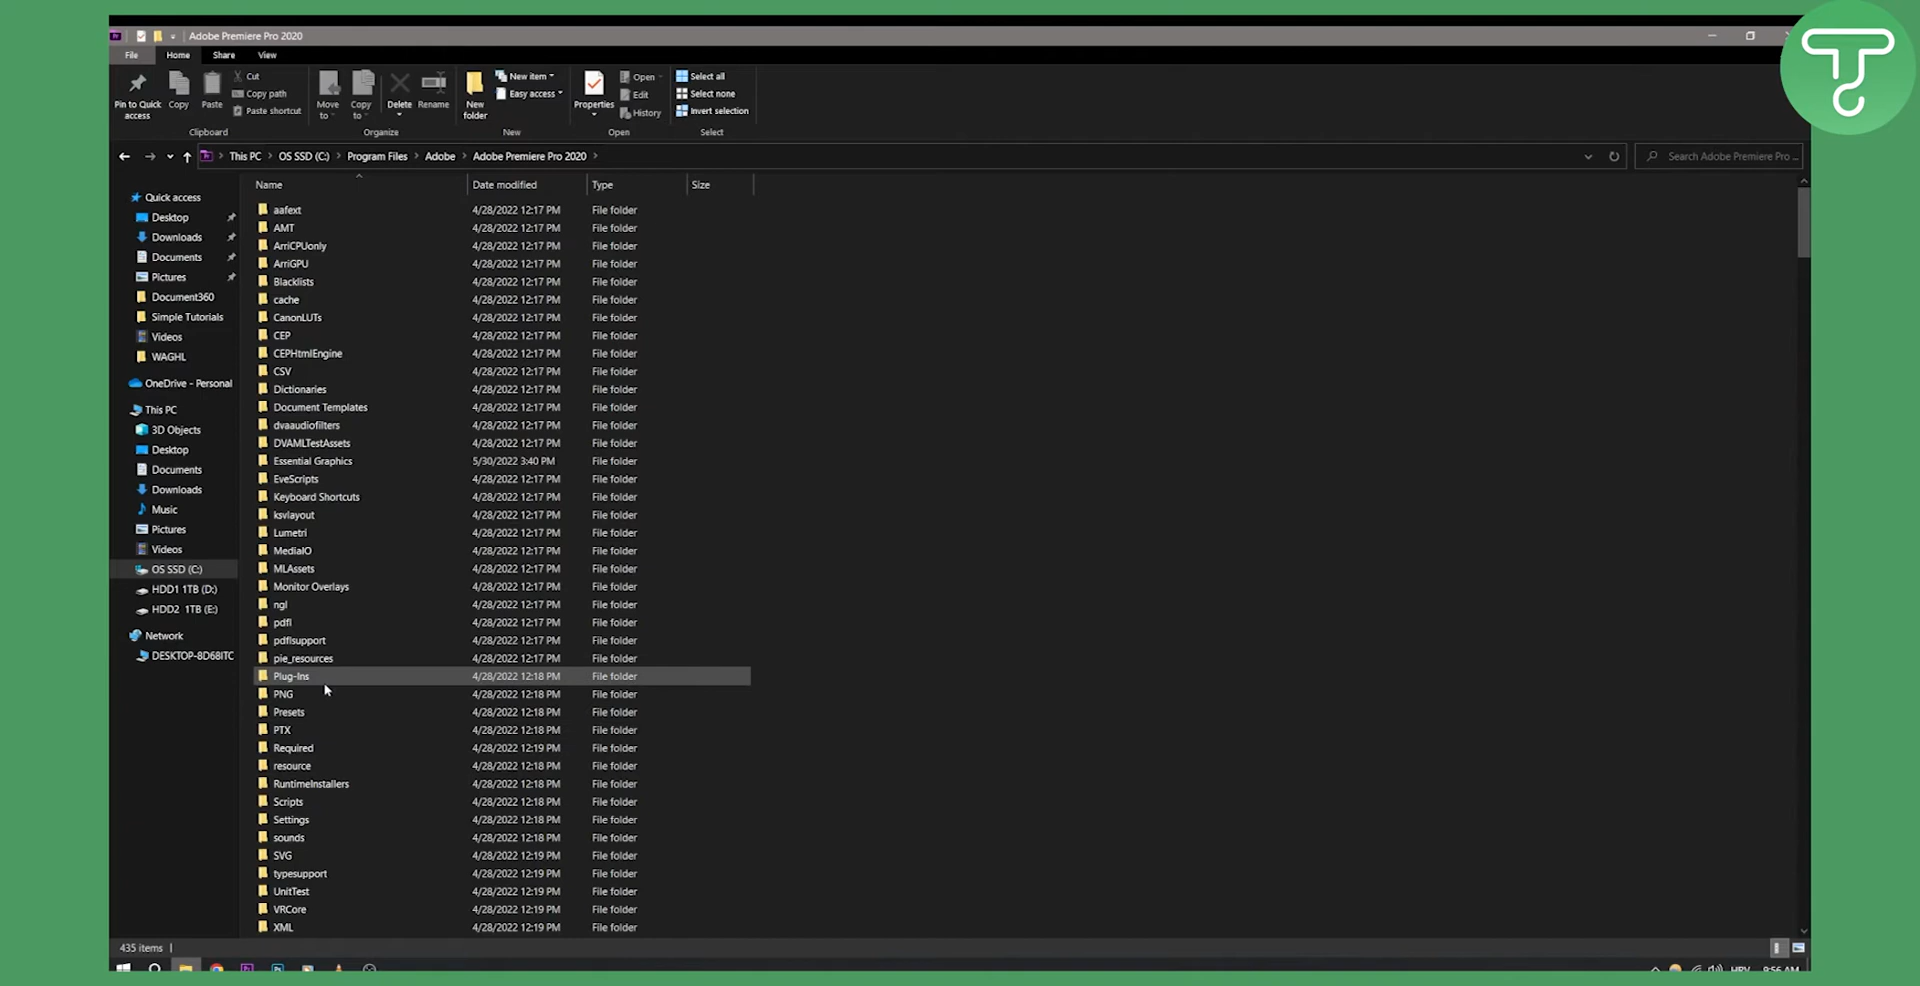 Adobe Premiere Pro 2020
File Home Share View
Pin to Quick access
Copy
Paste
Cut
Copy path
Paste shortcut
Clipboard
Move to
Copy to
Delete
Rename
Organize
New folder
New item
Easy access
New
Properties
Open
Edit
History
Open
Select all
Select none
Invert selection
Select
This PC > OS SSD (C:) > Program Files > Adobe > Adobe Premiere Pro 2020 >
Search Adobe Premiere Pro ...
Quick access
Desktop
Downloads
Documents
Pictures
Document360
Simple Tutorials
Videos
WAGHL
OneDrive - Personal
This PC
3D Objects
Desktop
Documents
Downloads
Music
Pictures
Videos
OS SSD (C:)
HDD1 1TB (D:)
HDD2 1TB (E:)
Network
DESKTOP-8D68ITC
Name Date modified Type Size
aafext 4/28/2022 12:17 PM File folder
AMT 4/28/2022 12:17 PM File folder
ArriCPUonly 4/28/2022 12:17 PM File folder
ArriGPU 4/28/2022 12:17 PM File folder
Blacklists 4/28/2022 12:17 PM File folder
cache 4/28/2022 12:17 PM File folder
CanonLUTs 4/28/2022 12:17 PM File folder
CEP 4/28/2022 12:17 PM File folder
CEPHtmlEngine 4/28/2022 12:17 PM File folder
CSV 4/28/2022 12:17 PM File folder
Dictionaries 4/28/2022 12:17 PM File folder
Document Templates 4/28/2022 12:17 PM File folder
dvaaudiofilters 4/28/2022 12:17 PM File folder
DVAMLTestAssets 4/28/2022 12:17 PM File folder
Essential Graphics 5/30/2022 3:40 PM File folder
EveScripts 4/28/2022 12:17 PM File folder
Keyboard Shortcuts 4/28/2022 12:17 PM File folder
ksvlayout 4/28/2022 12:17 PM File folder
Lumetri 4/28/2022 12:17 PM File folder
MediaIO 4/28/2022 12:17 PM File folder
MLAssets 4/28/2022 12:17 PM File folder
Monitor Overlays 4/28/2022 12:17 PM File folder
ngl 4/28/2022 12:17 PM File folder
pdfl 4/28/2022 12:17 PM File folder
pdflsupport 4/28/2022 12:17 PM File folder
pie_resources 4/28/2022 12:17 PM File folder
Plug-Ins 4/28/2022 12:18 PM File folder
PNG 4/28/2022 12:18 PM File folder
Presets 4/28/2022 12:18 PM File folder
PTX 4/28/2022 12:18 PM File folder
Required 4/28/2022 12:19 PM File folder
resource 4/28/2022 12:18 PM File folder
RuntimeInstallers 4/28/2022 12:18 PM File folder
Scripts 4/28/2022 12:18 PM File folder
Settings 4/28/2022 12:18 PM File folder
sounds 4/28/2022 12:18 PM File folder
SVG 4/28/2022 12:19 PM File folder
typesupport 4/28/2022 12:19 PM File folder
UnitTest 4/28/2022 12:19 PM File folder
VRCore 4/28/2022 12:19 PM File folder
XML 4/28/2022 12:19 PM File folder
435 items
HRV 9:56 AM